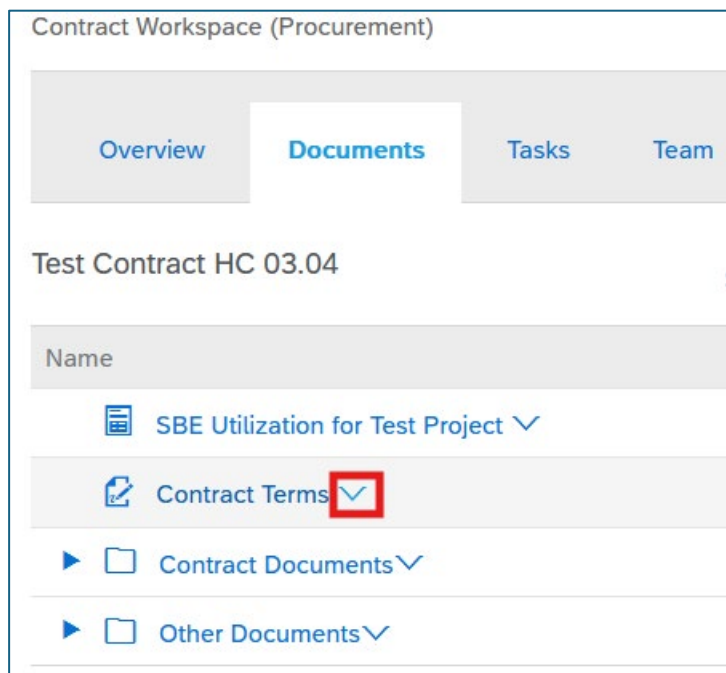 Contract Workspace (Procurement)
Overview Documents Tasks Team
Test Contract HC 03.04
Name
SBE Utilization for Test Project
Contract Terms
Contract Documents
Other Documents